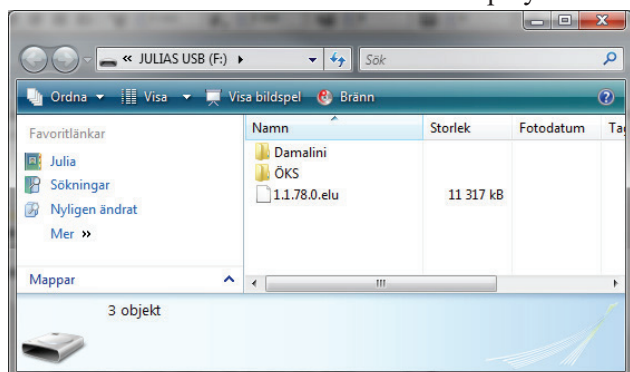 « JULIAS USB (F:)
Sök
Ordna
Visa
Visa bildspel
Bränn
Favoritlänkar
Julia
Sökningar
Nyligen ändrat
Mer »
Mappar
Namn Storlek Fotodatum
Damalini
ÖKS
1.1.78.0.elu 11 317 kB
3 objekt